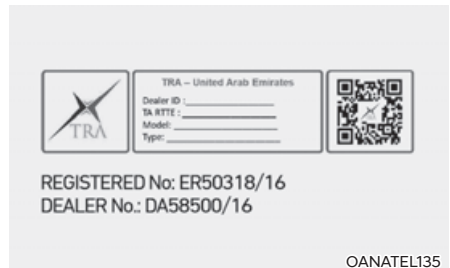 TRA
TRA – United Arab Emirates
Dealer ID :
TA RTTE :
Model:
Type:
REGISTERED No: ER50318/16
DEALER No.: DA58500/16
OANATEL135